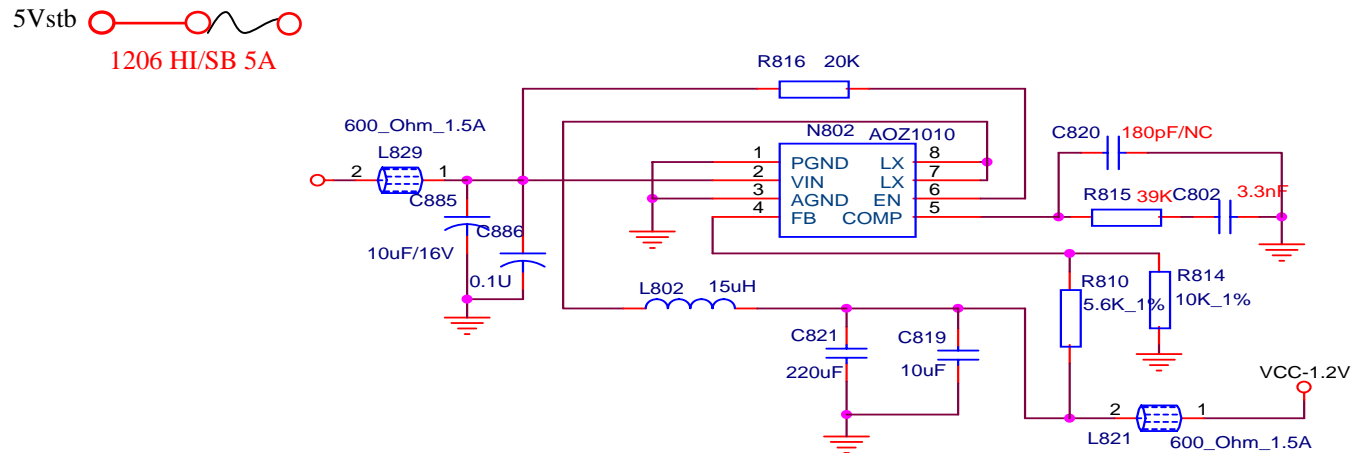 5Vstb
1206 HI/SB 5A
R816 20K
600_Ohm_1.5A
L829
2 1
C885
10uF/16V
C886
0.1U
N802 AOZ1010
1 PGND LX 8
2 VIN LX 7
3 AGND EN 6
4 FB COMP 5
C820 180pF/NC
R815 39K C802 3.3nF
L802 15uH
R810
5.6K_1%
R814
10K_1%
C821
220uF
C819
10uF
VCC-1.2V
2 1
L821 600_Ohm_1.5A